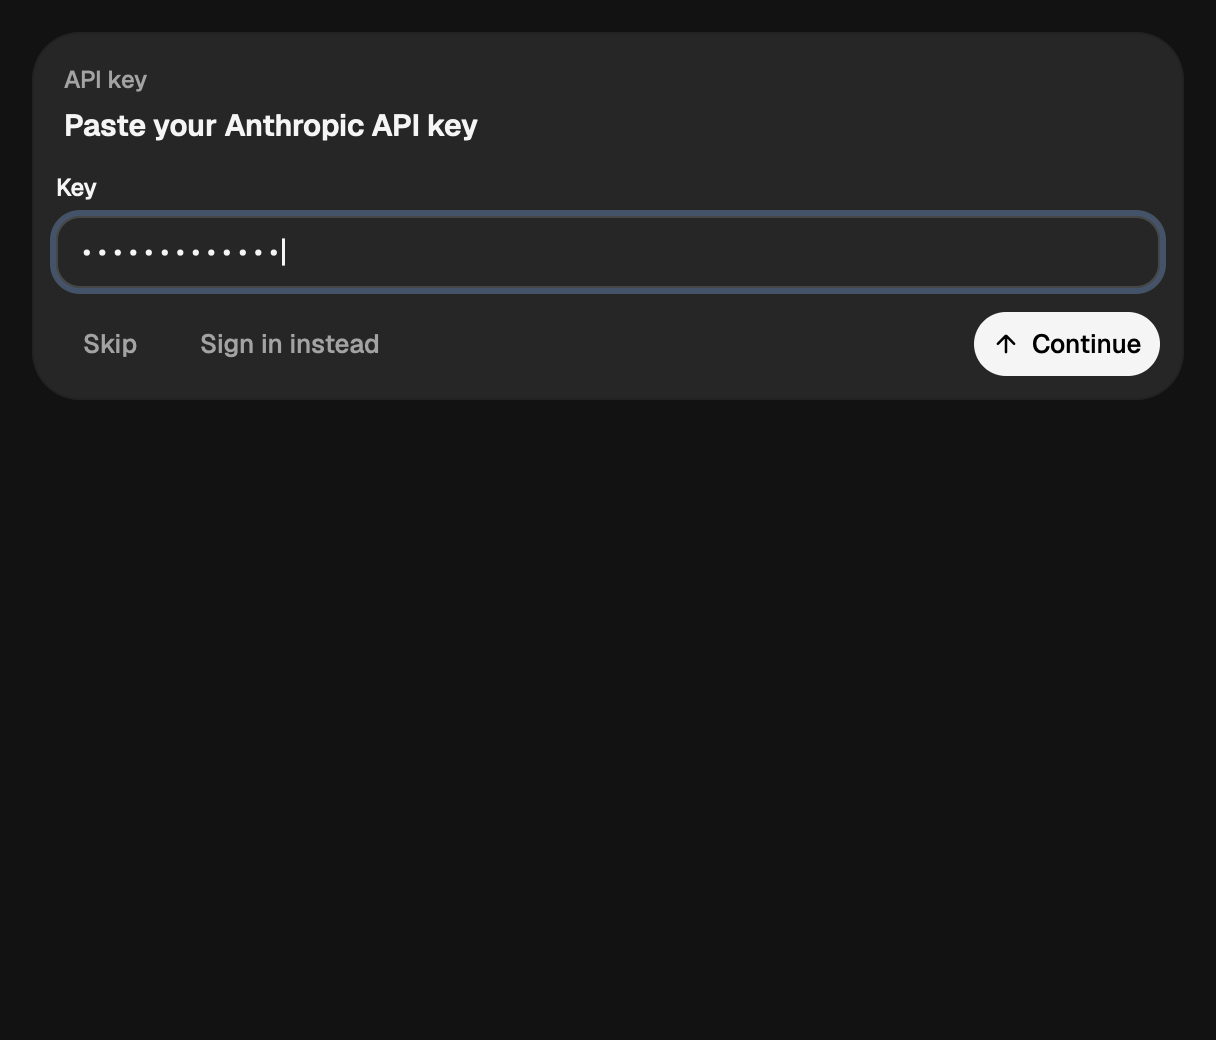 API key
Paste your Anthropic API key
Key
•••••••••••••
Skip
Sign in instead
Continue